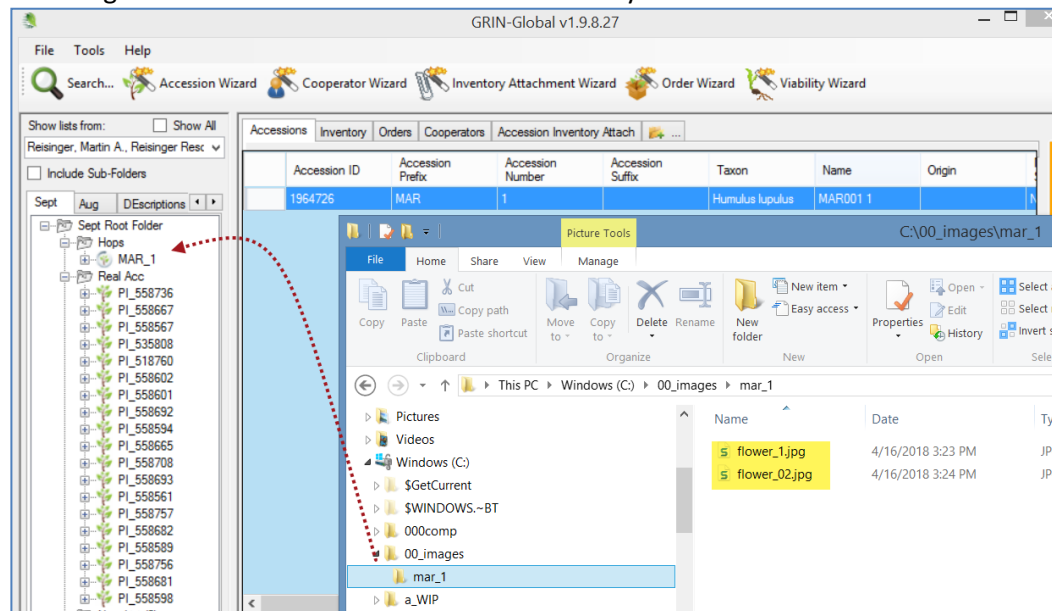 GRIN-Global v1.9.8.27
File Tools Help
Search... Accession Wizard Cooperator Wizard Inventory Attachment Wizard Order Wizard Viability Wizard
Show lists from: Show All
Reisinger, Martin A., Reisinger Resc
Include Sub-Folders
Sept Aug DEscriptions
Sept Root Folder
Hops
MAR_1
Real Acc
PI_558736
PI_558667
PI_558567
PI_535808
PI_518760
PI_558602
PI_558601
PI_558692
PI_558594
PI_558665
PI_558708
PI_558693
PI_558561
PI_558757
PI_558682
PI_558589
PI_558756
PI_558681
PI_558598
Accessions Inventory Orders Cooperators Accession Inventory Attach ...
Accession ID Accession Prefix Accession Number Accession Suffix Taxon Name Origin
1964726 MAR 1 Humulus lupulus MAR001 1 N
Picture Tools C:\00_images\mar_1
File Home Share View Manage
Copy Paste Cut Copy path Paste shortcut
Move to Copy to Delete Rename
New folder New item Easy access
Properties Open Edit History
Select Select Invert s
Clipboard Organize New Open Sele
This PC Windows (C:) 00_images mar_1
Pictures
Videos
Windows (C:)
$GetCurrent
$WINDOWS.~BT
000comp
00_images
mar_1
a_WIP
Name Date Ty
flower_1.jpg 4/16/2018 3:23 PM JP
flower_02.jpg 4/16/2018 3:24 PM JP